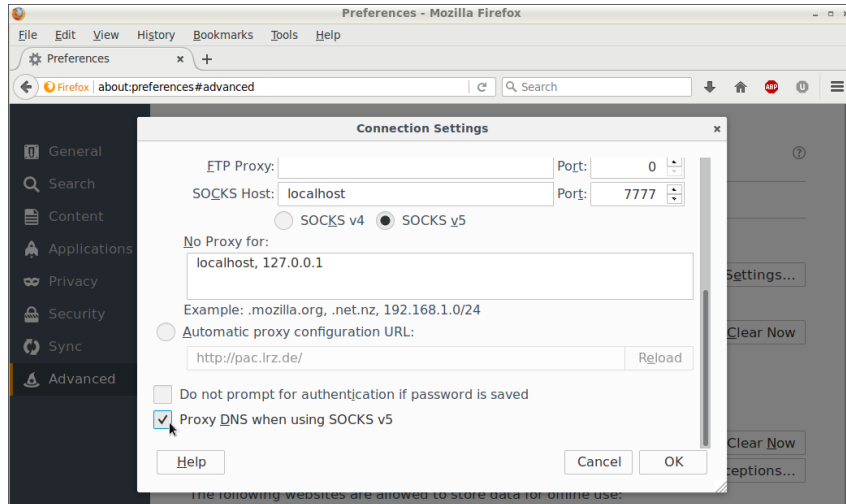 Preferences - Mozilla Firefox
File Edit View History Bookmarks Tools Help
Preferences × +
Firefox about:preferences#advanced Search ABP U
Connection Settings ×
General
Search
Content
Applications
Privacy
Security
Sync
Advanced
FTP Proxy: Port: 0
SOCKS Host: localhost Port: 7777
SOCKS v4 SOCKS v5
No Proxy for:
localhost, 127.0.0.1
Example: .mozilla.org, .net.nz, 192.168.1.0/24
Automatic proxy configuration URL:
http://pac.lrz.de/ Reload
Do not prompt for authentication if password is saved
Proxy DNS when using SOCKS v5
Help Cancel OK
?
Settings...
Clear Now
Clear Now
ceptions...
The following websites are allowed to store data for offline use: